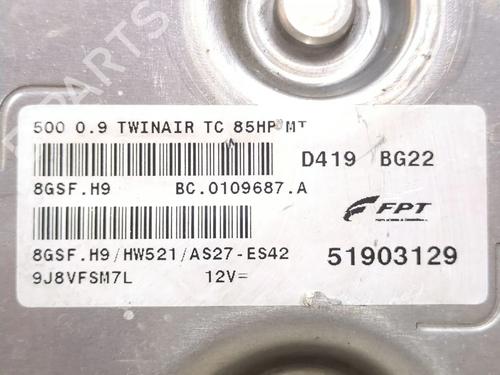 500 0.9 TWINAIR TC 85HP MT
D419 BG22
8GSF.H9 BC.0109687.A
FPT
8GSF.H9/HW521/AS27-ES42
51903129
9J8VFSM7L 12V=